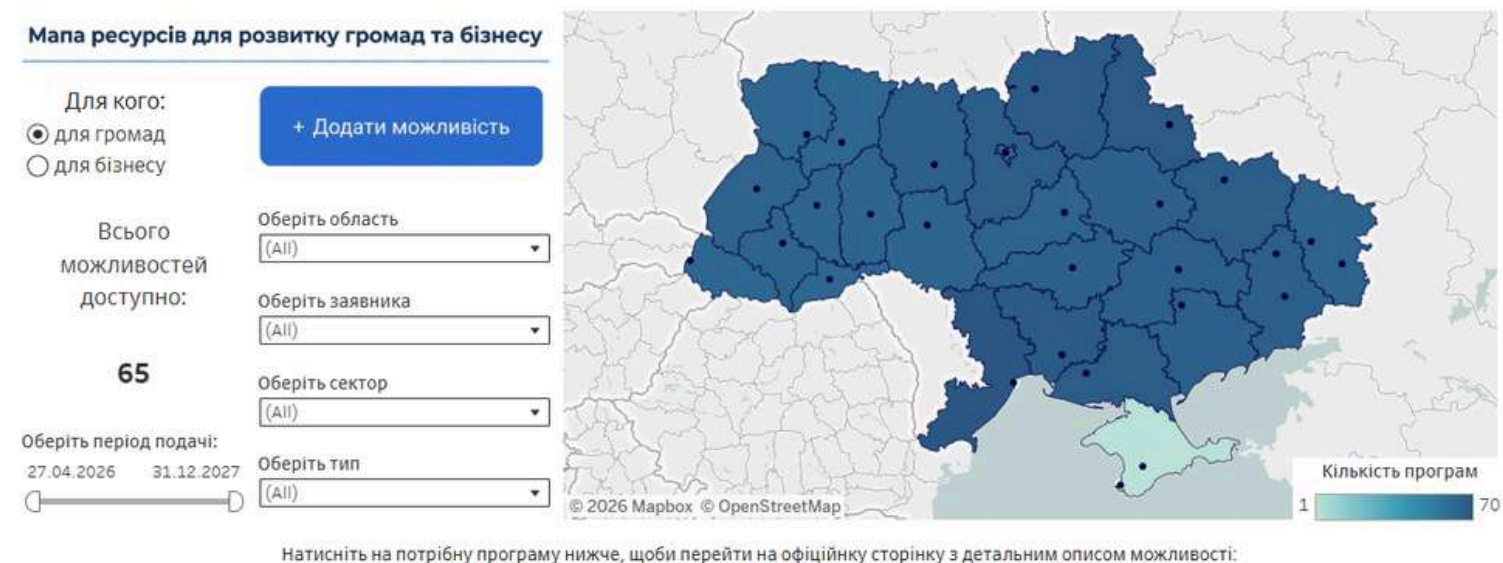 Мапа ресурсів для розвитку громад та бізнесу
Для кого:
для громад
для бізнесу
+ Додати можливість
Всього
можливостей
доступно:
65
Оберіть період подачі:
27.04.2026 31.12.2027
Оберіть область
(All)
Оберіть заявника
(All)
Оберіть сектор
(All)
Оберіть тип
(All)
© 2026 Mapbox © OpenStreetMap
Кількість програм
1 70
Натисніть на потрібну програму нижче, щоби перейти на офіційнку сторінку з детальним описом можливості: